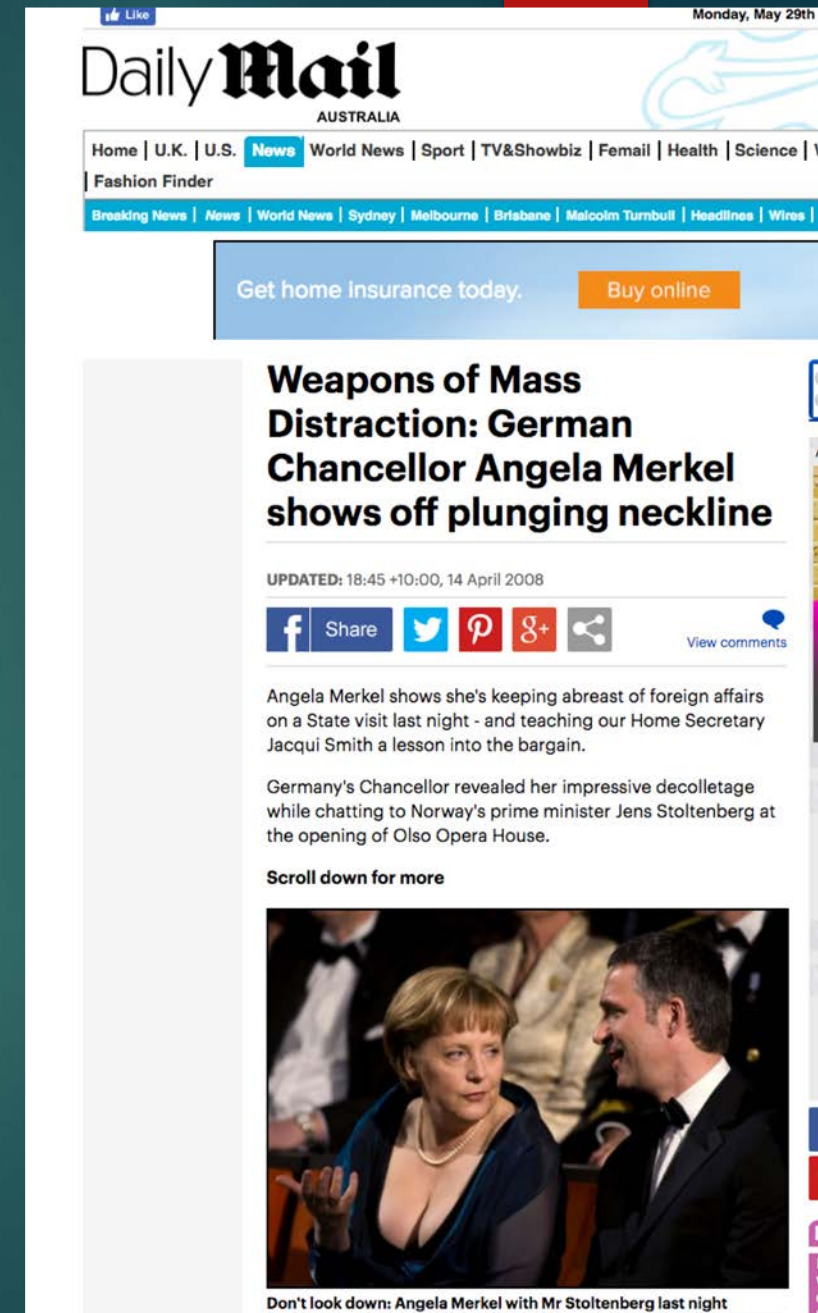 Like
Monday, May 29th
Daily Mail
AUSTRALIA
Home | U.K. | U.S. News World News | Sport | TV&Showbiz | Femail | Health | Science |
| Fashion Finder
Breaking News | News | World News | Sydney | Melbourne | Brisbane | Malcolm Turnbull | Headlines | Wires |
Get home insurance today. Buy online
Weapons of Mass
Distraction: German
Chancellor Angela Merkel
shows off plunging neckline
UPDATED: 18:45 +10:00, 14 April 2008
f Share 8+
View comments
Angela Merkel shows she's keeping abreast of foreign affairs
on a State visit last night - and teaching our Home Secretary
Jacqui Smith a lesson into the bargain.
Germany's Chancellor revealed her impressive decolletage
while chatting to Norway's prime minister Jens Stoltenberg at
the opening of Olso Opera House.
Scroll down for more
Don't look down: Angela Merkel with Mr Stoltenberg last night